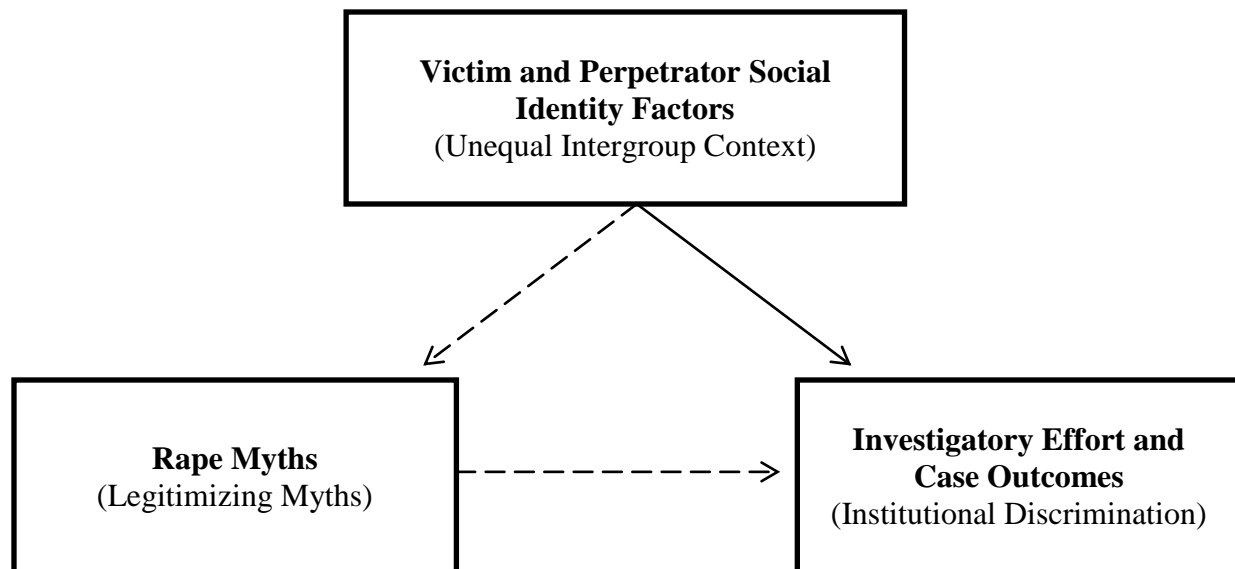 Victim and Perpetrator Social
Identity Factors
(Unequal Intergroup Context)
Rape Myths
(Legitimizing Myths)
Investigatory Effort and
Case Outcomes
(Institutional Discrimination)